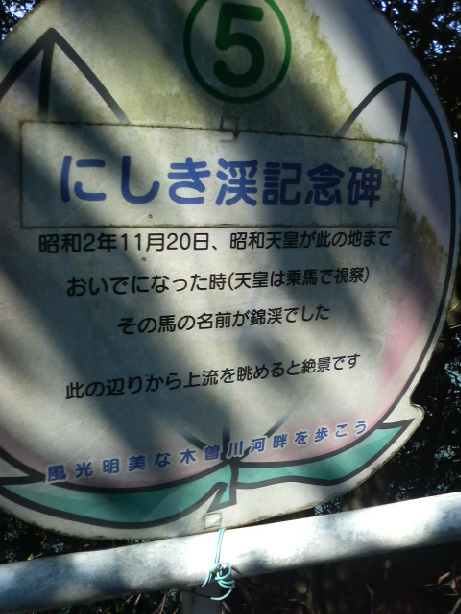 ⑤
にしき渓記念碑
昭和2年11月20日、昭和天皇が此の地まで
おいでになった時(天皇は乗馬で視察)
その馬の名前が錦渓でした
此の辺りから上流を眺めると絶景です
風光明美な木曽川河畔を歩こう